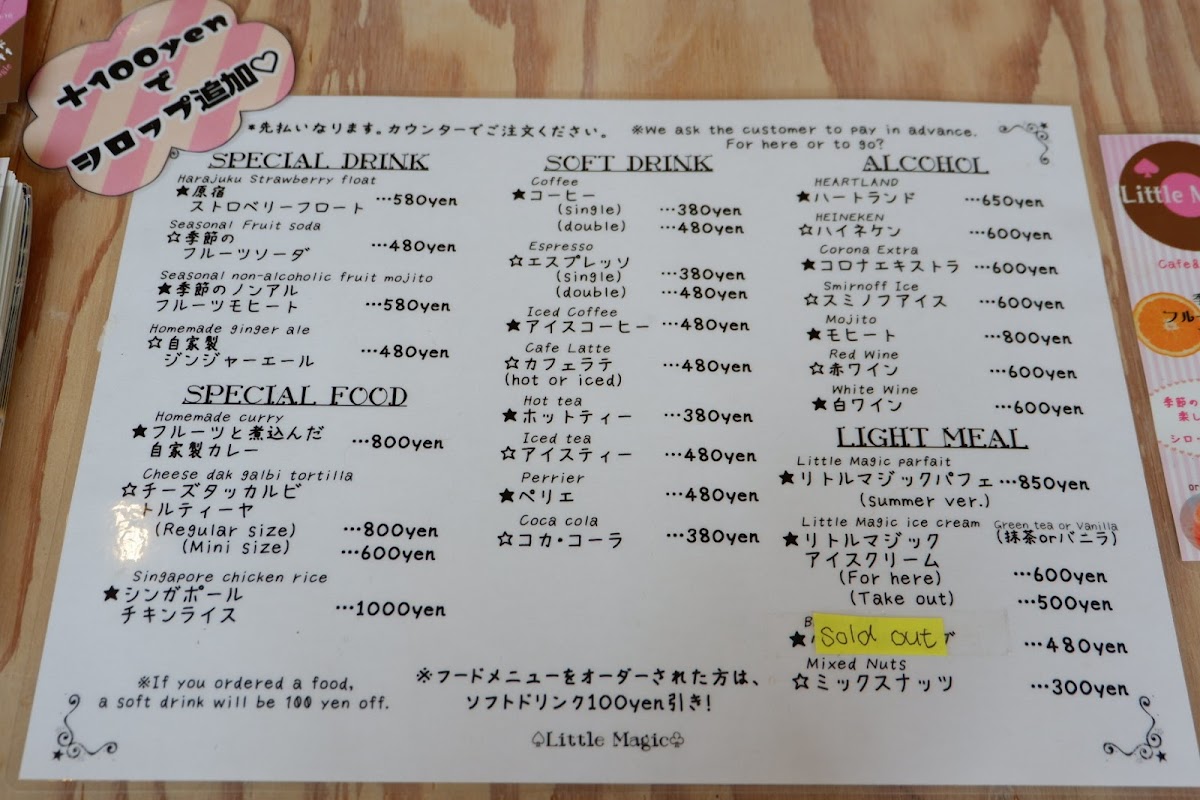 +100yen
で
シロップ追加♡
*先払いなります。カウンターでご注文ください。 ※We ask the customer to pay in advance.
For here or to go?
SPECIAL DRINK
Harajuku Strawberry float
★原宿
ストロベリーフロート …580yen
Seasonal Fruit soda
☆季節の
フルーツソーダ …480yen
Seasonal non-alcoholic fruit mojito
★季節のノンアル
フルーツモヒート …580yen
Homemade ginger ale
☆自家製
ジンジャーエール …480yen
SPECIAL FOOD
Homemade curry
★フルーツと煮込んだ
自家製カレー …800yen
Cheese dak galbi tortilla
☆チーズタッカルビ
トルティーヤ
(Regular size) …800yen
(Mini size) …600yen
Singapore chicken rice
★シンガポール
チキンライス …1000yen
※If you ordered a food,
a soft drink will be 100 yen off.
SOFT DRINK
Coffee
★コーヒー
(single) …380yen
(double) …480yen
Espresso
☆エスプレッソ
(single) …380yen
(double) …480yen
Iced Coffee
★アイスコーヒー …480yen
Cafe Latte
☆カフェラテ …480yen
(hot or iced)
Hot tea
★ホットティー …380yen
Iced tea
☆アイスティー …480yen
Perrier
★ペリエ …480yen
Coca cola
☆コカ・コーラ …380yen
※フードメニューをオーダーされた方は、
ソフトドリンク100yen引き!
♤Little Magic♧
ALCOHOL
HEARTLAND
★ハートランド …650yen
HEINEKEN
☆ハイネケン …600yen
Corona Extra
★コロナエキストラ …600yen
Smirnoff Ice
☆スミノフアイス …600yen
Mojito
★モヒート …800yen
Red Wine
☆赤ワイン …600yen
White Wine
★白ワイン …600yen
LIGHT MEAL
Little Magic parfait
★リトルマジックパフェ …850yen
(summer ver.)
Little Magic ice cream Green tea or Vanilla
★リトルマジック (抹茶orバニラ)
アイスクリーム
(For here) …600yen
(Take out) …500yen
★ sold out …480yen
Mixed Nuts
☆ミックスナッツ …300yen
Little
季節の
シロ
or